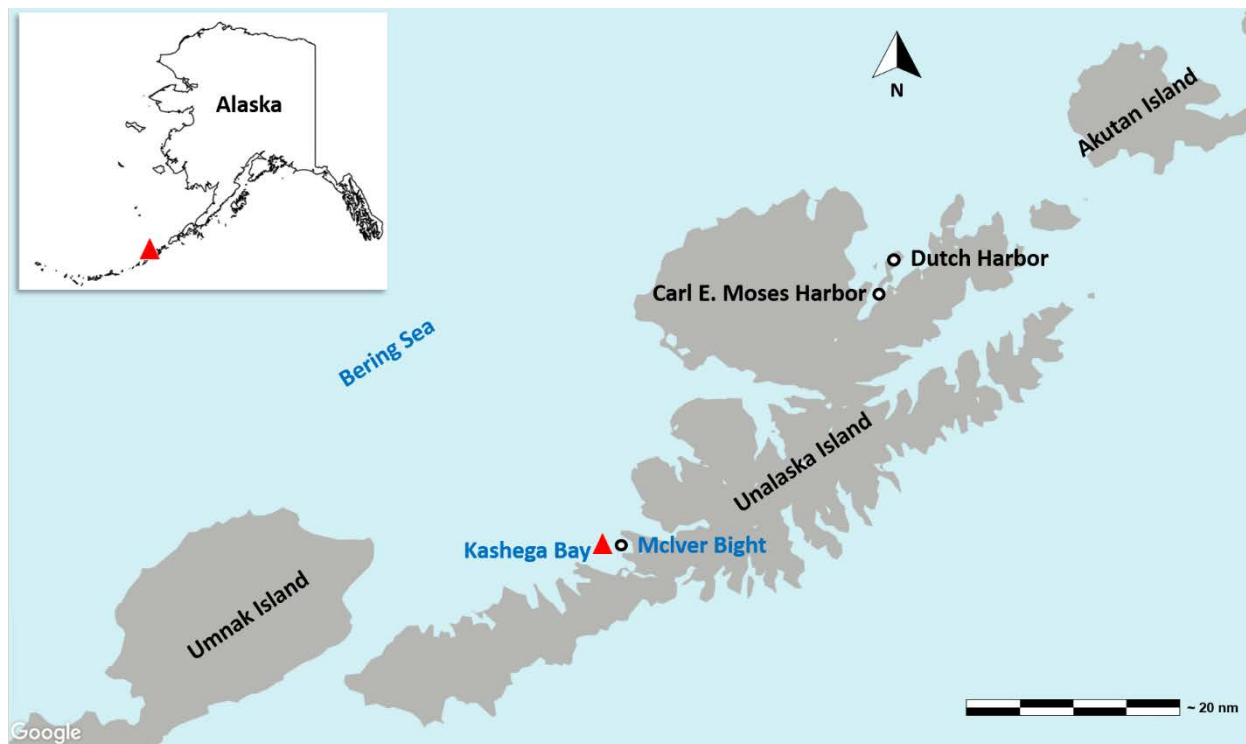 Alaska
N
Akutan Island
Dutch Harbor
Carl E. Moses Harbor
Bering Sea
Unalaska Island
Kashega Bay
McIver Bight
Umnak Island
~ 20 nm
Google